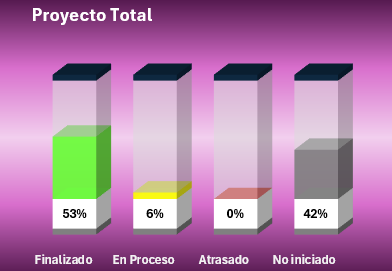 Proyecto Total
53% 6% 0% 42%
Finalizado En Proceso Atrasado No iniciado